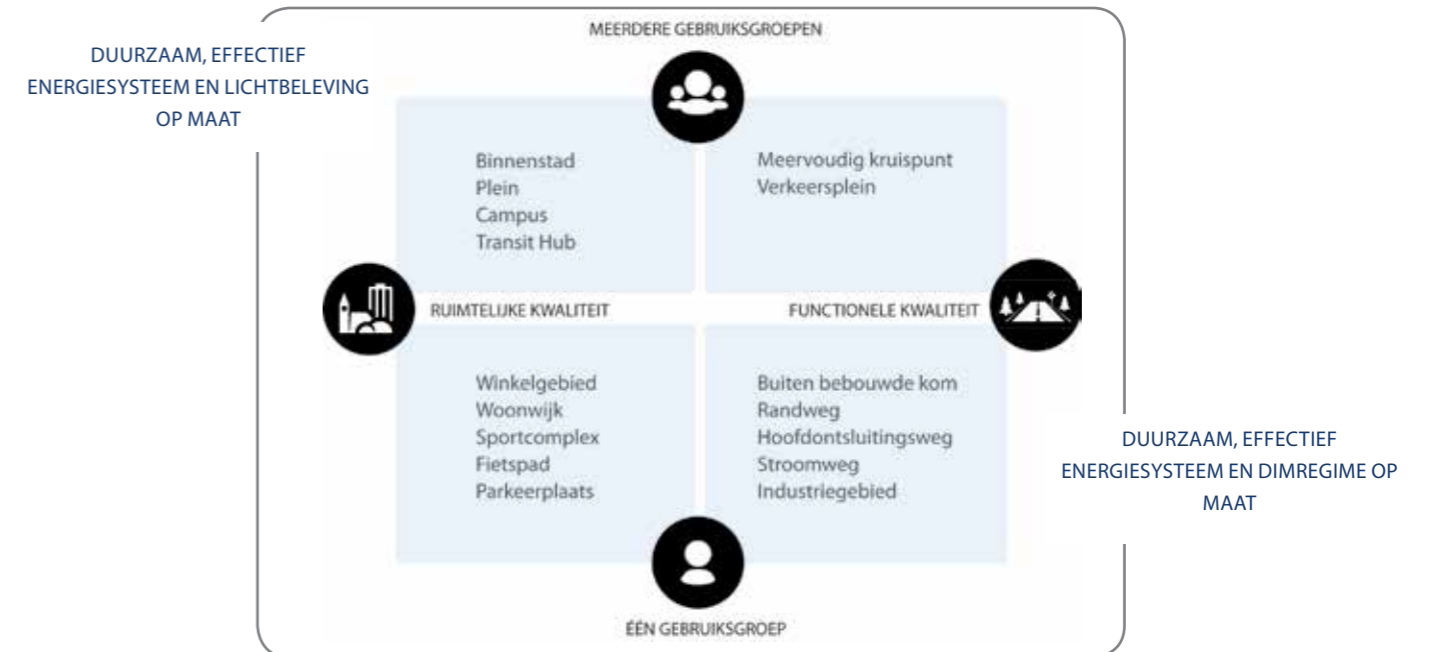 MEERDERE GEBRUIKSGROEPEN
DUURZAAM, EFFECTIEF
ENERGIESYSTEEM EN LICHTBELEVING
OP MAAT
Binnenstad
Plein
Campus
Transit Hub
Meervoudig kruispunt
Verkeersplein
RUIMTELIJKE KWALITEIT
FUNCTIONELE KWALITEIT
Winkelgebied
Woonwijk
Sportcomplex
Fietspad
Parkeerplaats
Buiten bebouwde kom
Randweg
Hoofdontsluitingsweg
Stroomweg
Industriegebied
DUURZAAM, EFFECTIEF
ENERGIESYSTEEM EN DIMREGIME OP
MAAT
ÉÉN GEBRUIKSGROEP